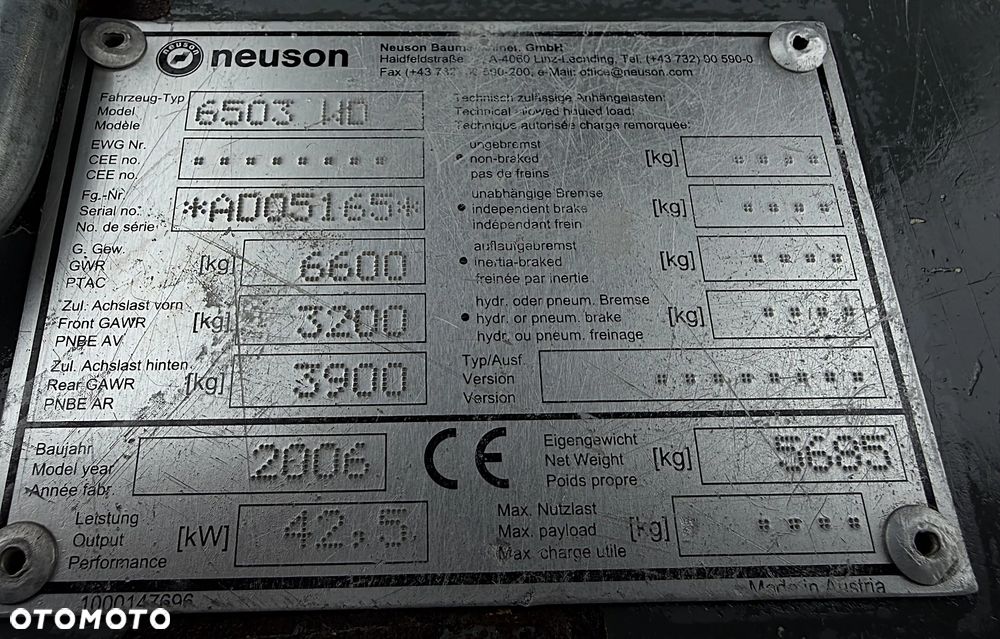 neuson
neuson
Neuson Baumaschinen GmbH
Haidfeldstraße A-4060 Linz-Leonding, Tel. (+43 732) 90 590-0
Fax (+43 732) 90 590-200, e-Mail: office@neuson.com
Fahrzeug-Typ
Model
Modèle
6503 WD
EWG Nr.
CEE no.
CEE no.
Fg.-Nr.
Serial no.
No. de série
*AD05165*
G. Gew.
GWR
PTAC
[kg]
6600
Zul. Achslast vorn
Front GAWR
PNBE AV
[kg]
3200
Zul. Achslast hinten
Rear GAWR
PNBE AR
[kg]
3900
Technisch zulässige Anhängelasten:
Technical allowed hauled load:
Technique autorisée charge remorquée:
ungebremst
non-braked
pas de freins
[kg]
unabhängige Bremse
independent brake
independant frein
[kg]
auflaufgebremst
inertia-braked
freinée par inertie
[kg]
hydr. oder pneum. Bremse
hydr. or pneum. brake
hydr. ou pneum. freinage
[kg]
Typ/Ausf.
Version
Version
Baujahr
Model year
Année fabr.
2006
Leistung
Output
Performance
[kW]
42,5
CE
Eigengewicht
Net Weight
Poids propre
[kg]
5685
Max. Nutzlast
Max. payload
Max. charge utile
[kg]
1000147696
Made in Austria
OTOMOTO